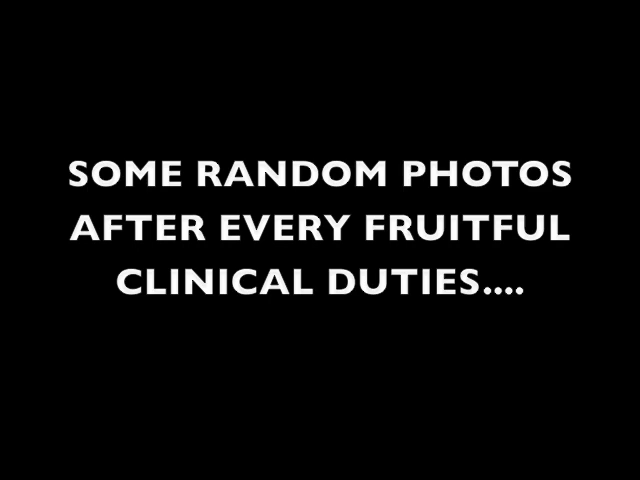 SOME RANDOM PHOTOS
AFTER EVERY FRUITFUL
CLINICAL DUTIES....